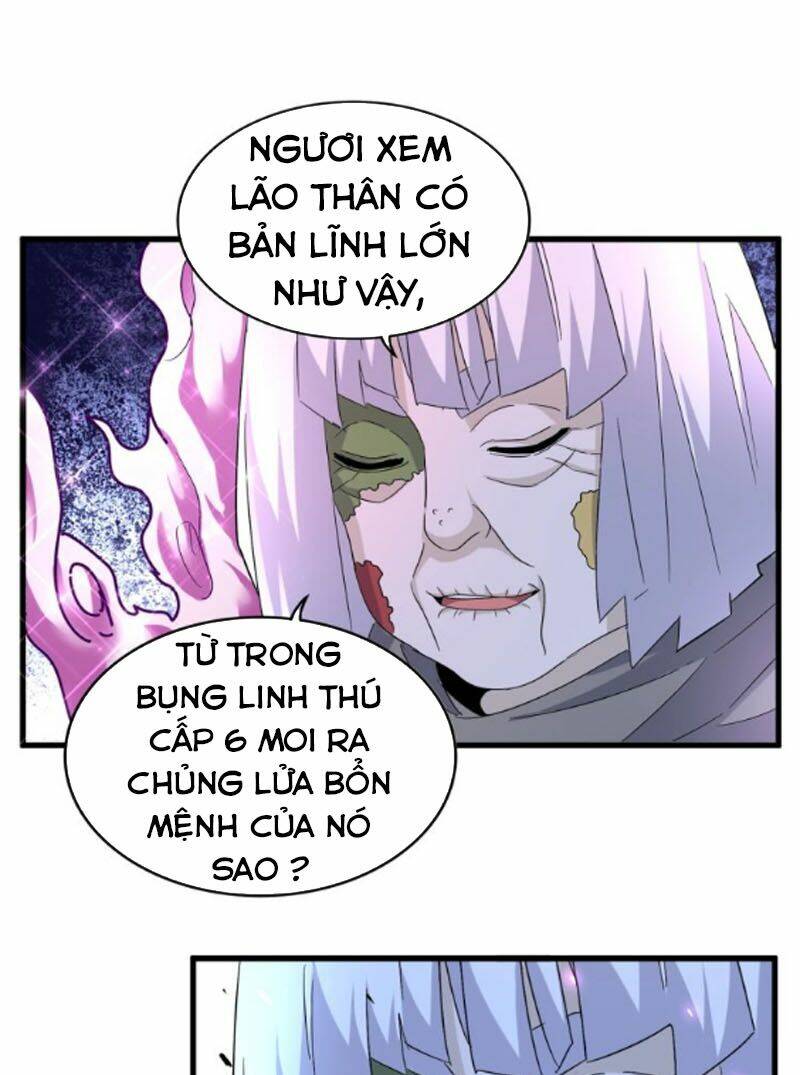 NGƯƠI XEM
LÃO THÂN CÓ
BẢN LĨNH LỚN
NHƯ VẬY,
TỪ TRONG
BỤNG LINH THÚ
CẤP 6 MOI RA
CHỦNG LỬA BỔN
MỆNH CỦA NÓ
SAO ?